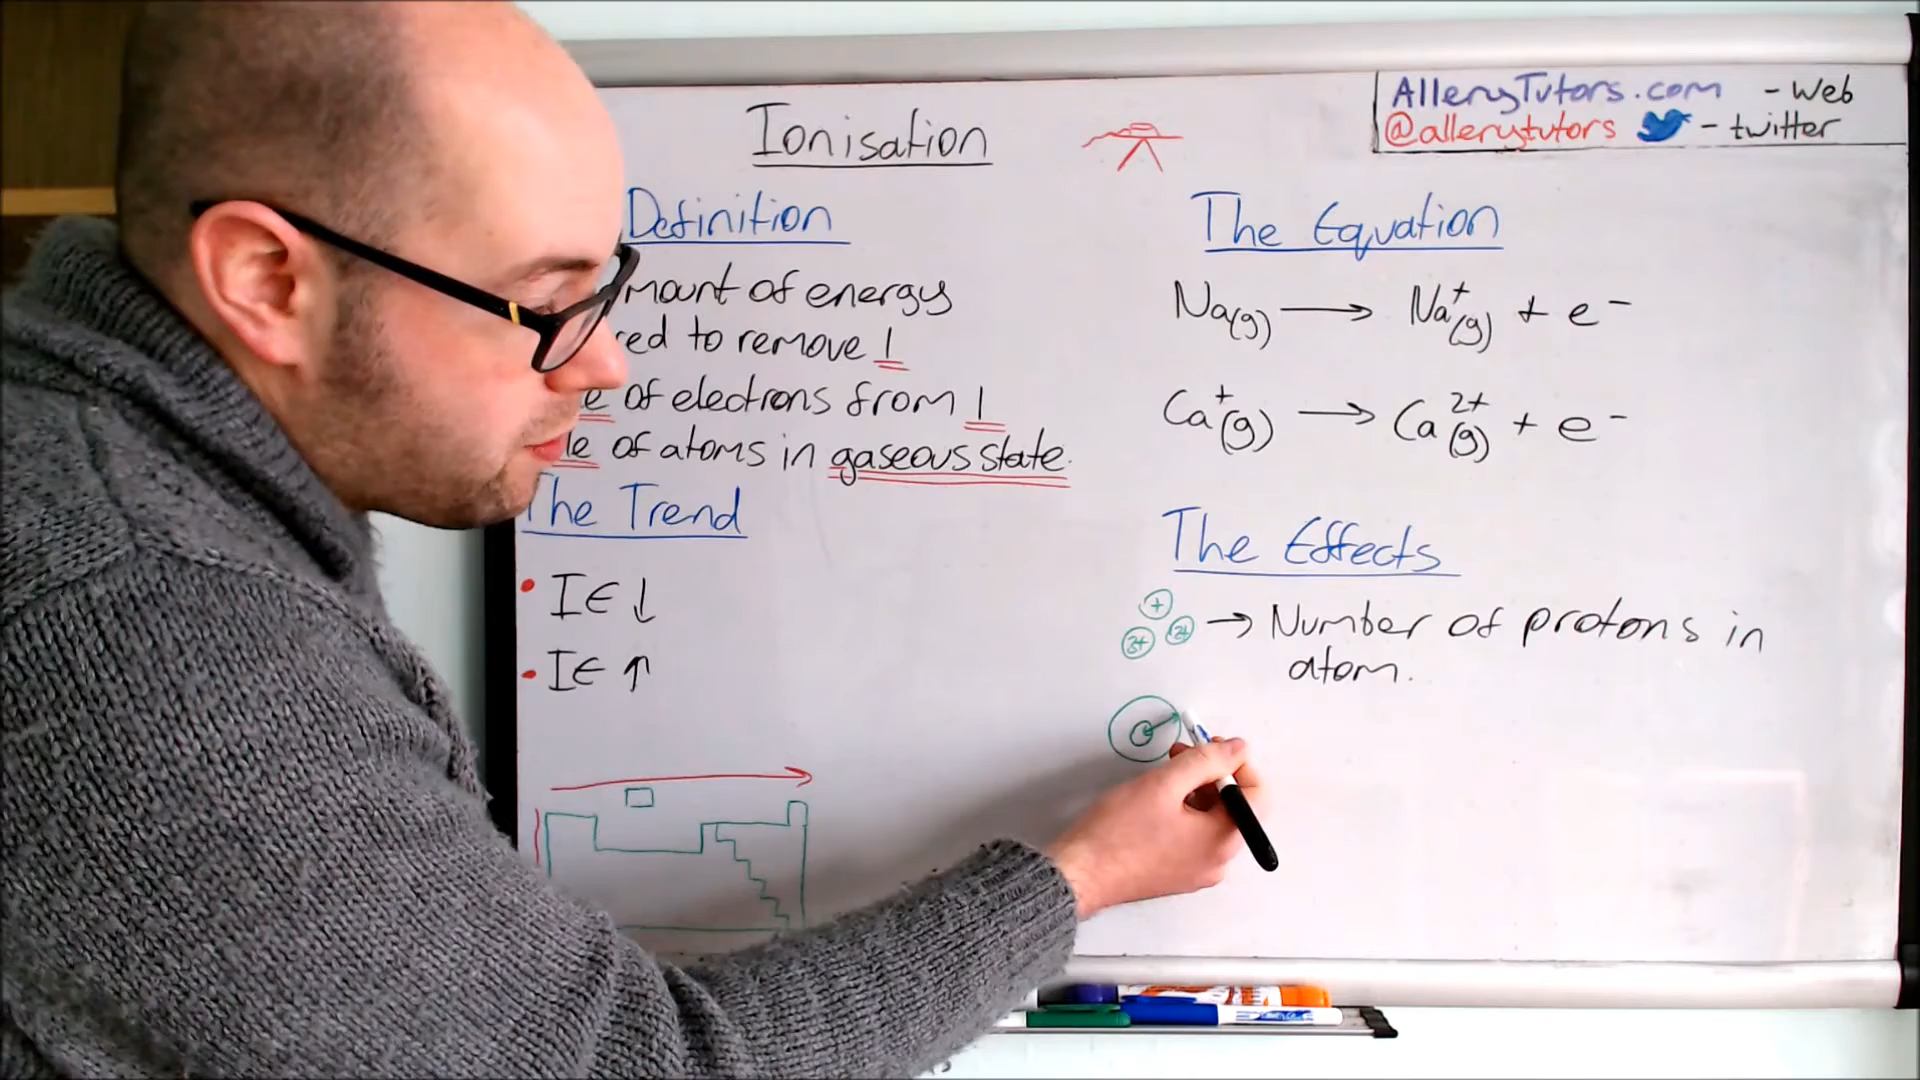 Ionisation
AlleryTutors.com - Web
@allerytutors - twitter
Definition
mount of energy
red to remove 1
e of electrons from 1
le of atoms in gaseous state.
The Trend
• IE ↓
• IE ↑
The Equation
Na(g) → Na⁺(g) + e⁻
Ca⁺(g) → Ca²⁺(g) + e⁻
The Effects
+
3+ 2+ → Number of protons in
atom.